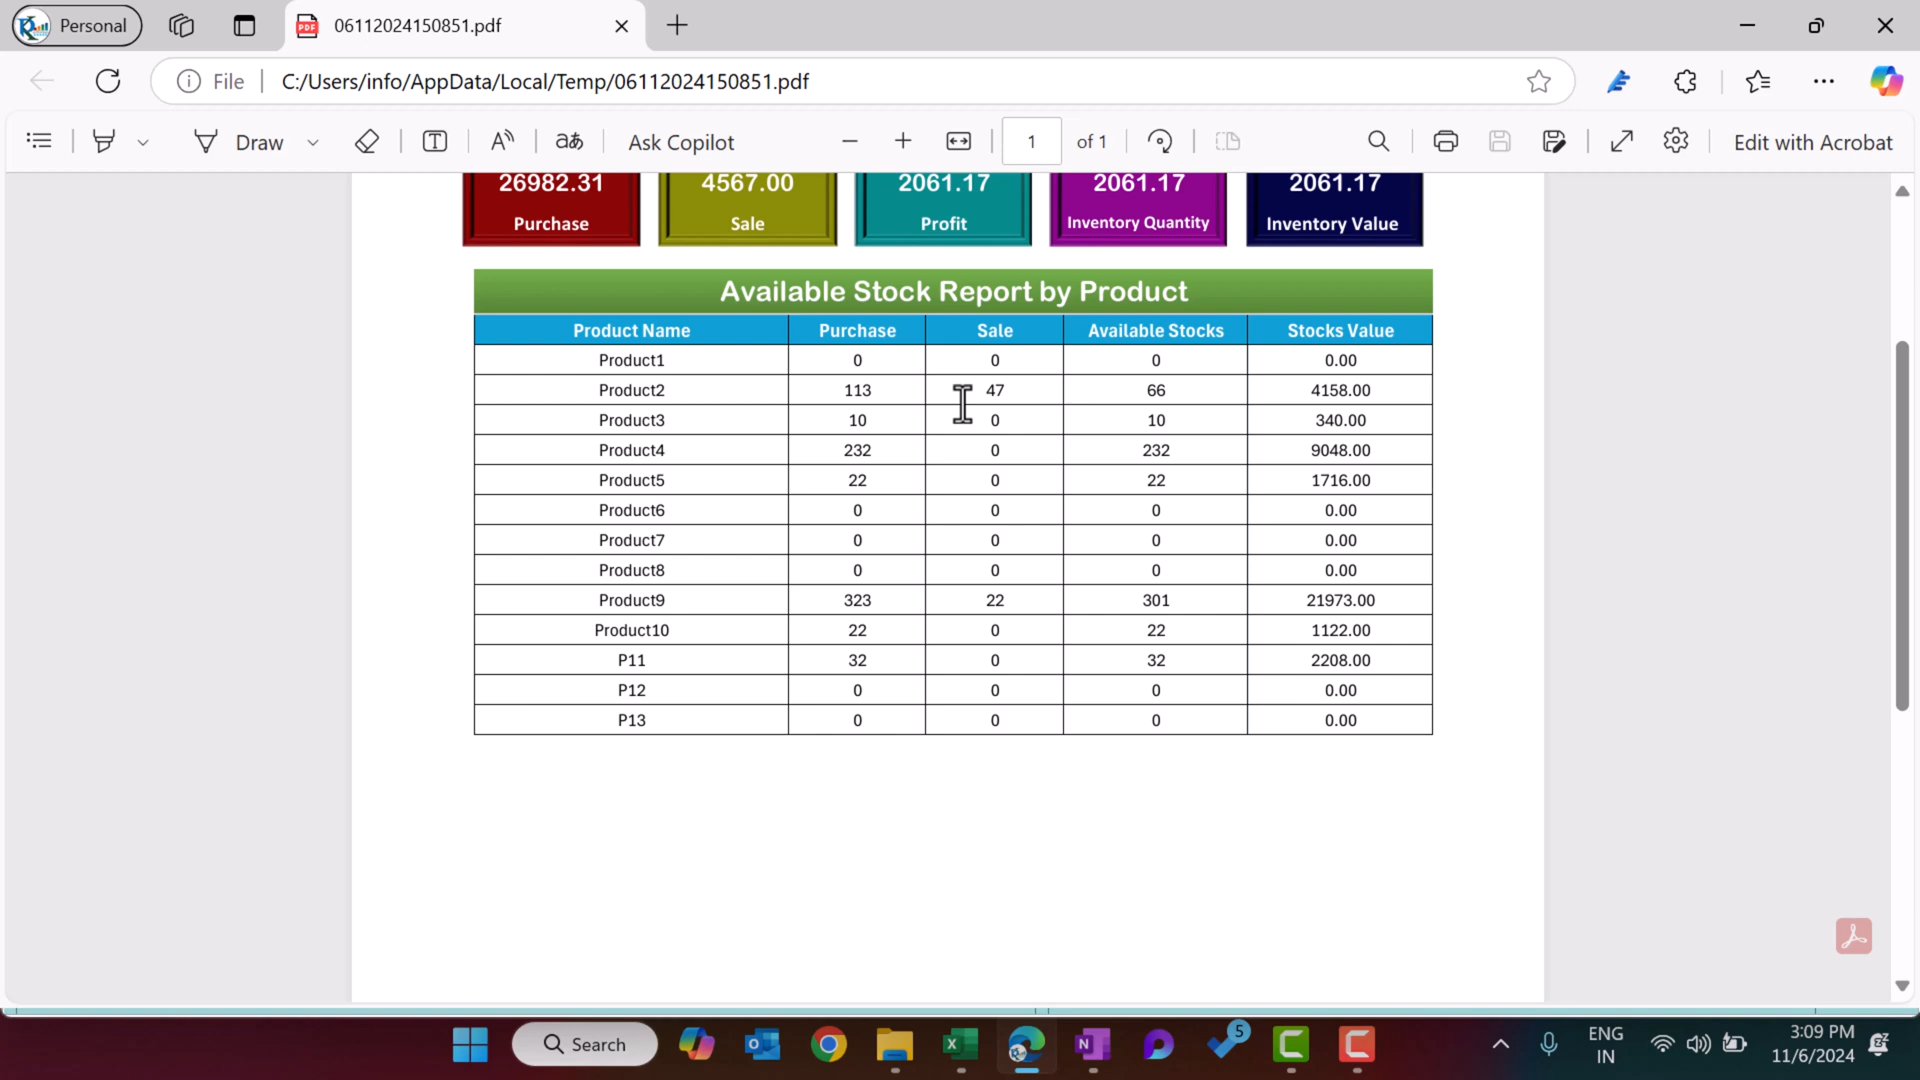 Personal
PDF
06112024150851.pdf
File
C:/Users/info/AppData/Local/Temp/06112024150851.pdf
Draw
Ask Copilot
1 of 1
Edit with Acrobat
26982.31 4567.00 2061.17 2061.17 2061.17
Purchase Sale Profit Inventory Quantity Inventory Value
Available Stock Report by Product
Product Name Purchase Sale Available Stocks Stocks Value
Product1 0 0 0 0.00
Product2 113 47 66 4158.00
Product3 10 0 10 340.00
Product4 232 0 232 9048.00
Product5 22 0 22 1716.00
Product6 0 0 0 0.00
Product7 0 0 0 0.00
Product8 0 0 0 0.00
Product9 323 22 301 21973.00
Product10 22 0 22 1122.00
P11 32 0 32 2208.00
P12 0 0 0 0.00
P13 0 0 0 0.00
Search
5
ENG
IN
3:09 PM
11/6/2024